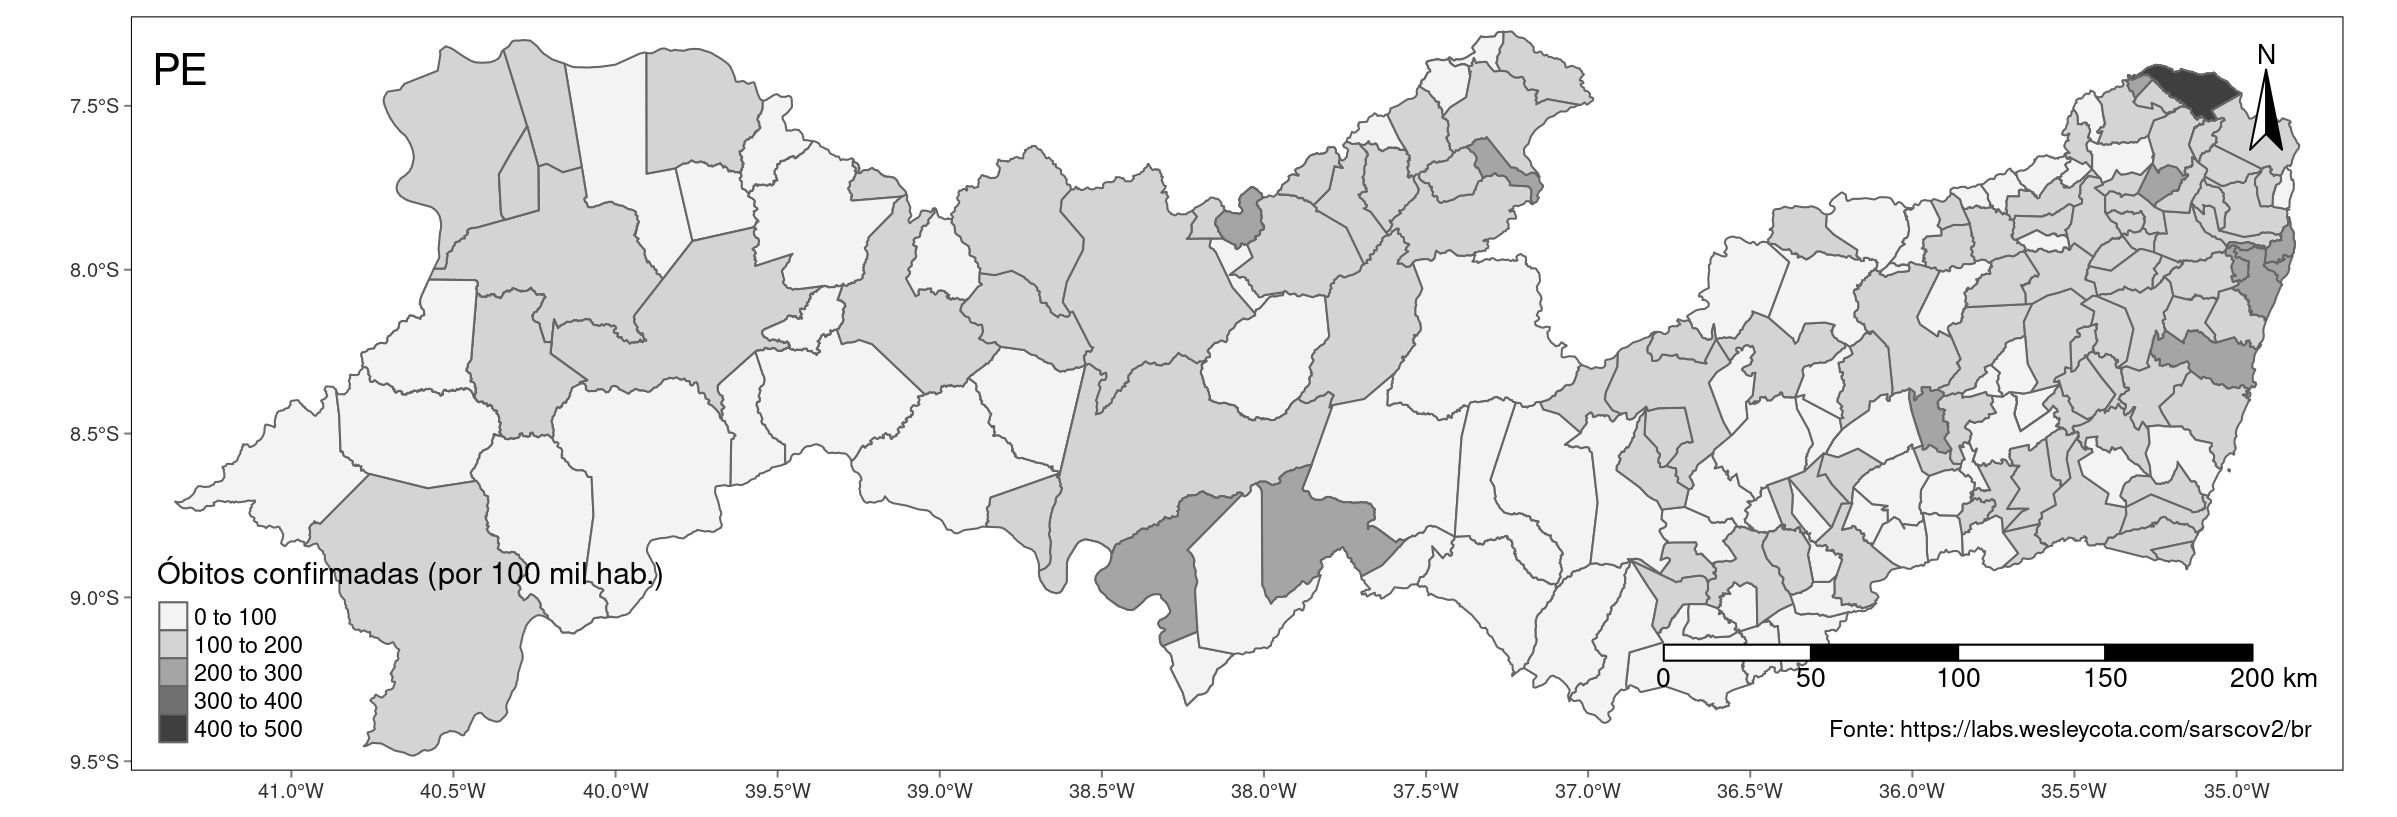 PE
N
7.5°S
8.0°S
8.5°S
9.0°S
9.5°S
Óbitos confirmadas (por 100 mil hab.)
0 to 100
100 to 200
200 to 300
300 to 400
400 to 500
0 50 100 150 200 km
Fonte: https://labs.wesleycota.com/sarscov2/br
41.0°W 40.5°W 40.0°W 39.5°W 39.0°W 38.5°W 38.0°W 37.5°W 37.0°W 36.5°W 36.0°W 35.5°W 35.0°W